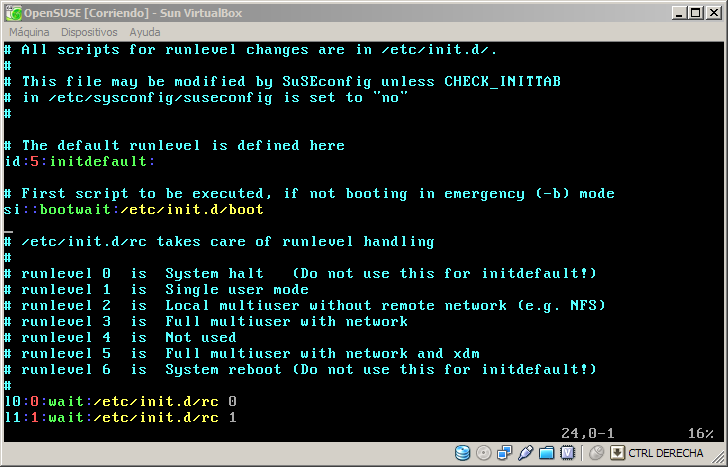 OpenSUSE [Corriendo] - Sun VirtualBox
Máquina Dispositivos Ayuda
# All scripts for runlevel changes are in /etc/init.d/.
#
# This file may be modified by SuSEconfig unless CHECK_INITTAB
# in /etc/sysconfig/suseconfig is set to "no"
#
# The default runlevel is defined here
id:5:initdefault:
# First script to be executed, if not booting in emergency (-b) mode
si::bootwait:/etc/init.d/boot
# /etc/init.d/rc takes care of runlevel handling
#
# runlevel 0  is  System halt   (Do not use this for initdefault!)
# runlevel 1  is  Single user mode
# runlevel 2  is  Local multiuser without remote network (e.g. NFS)
# runlevel 3  is  Full multiuser with network
# runlevel 4  is  Not used
# runlevel 5  is  Full multiuser with network and xdm
# runlevel 6  is  System reboot (Do not use this for initdefault!)
#
l0:0:wait:/etc/init.d/rc 0
l1:1:wait:/etc/init.d/rc 1
24,0-1 16%
CTRL DERECHA